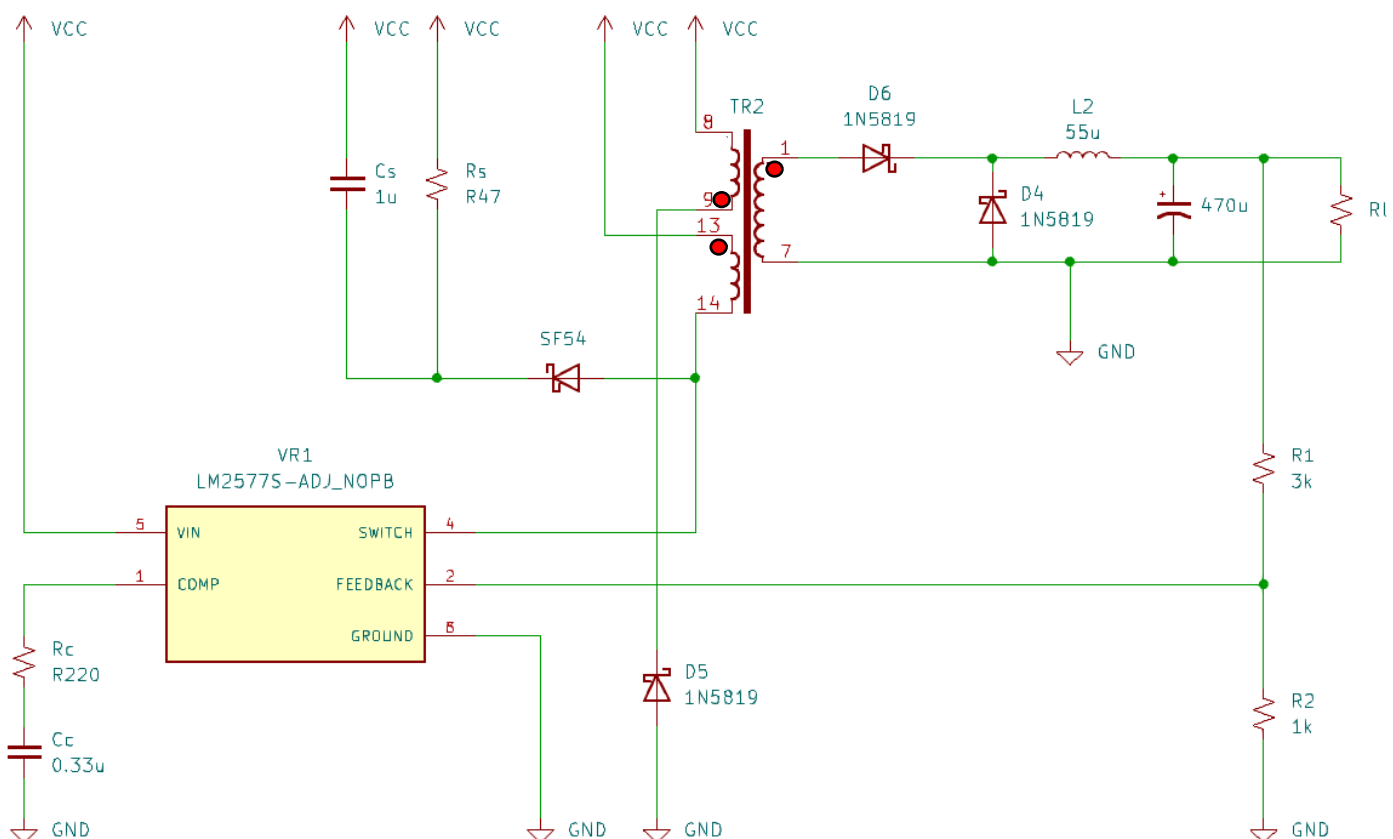 VCC
VCC
VCC
VCC
VCC
TR2
8
9
13
14
1
7
D6
1N5819
L2
55u
Cs
1u
Rs
R47
D4
1N5819
470u
Rl
GND
SF54
VR1
LM2577S-ADJ_NOPB
5
VIN
SWITCH
4
1
COMP
FEEDBACK
2
GROUND
6
R1
3k
Rc
R220
Cc
0.33u
D5
1N5819
R2
1k
GND
GND
GND
GND